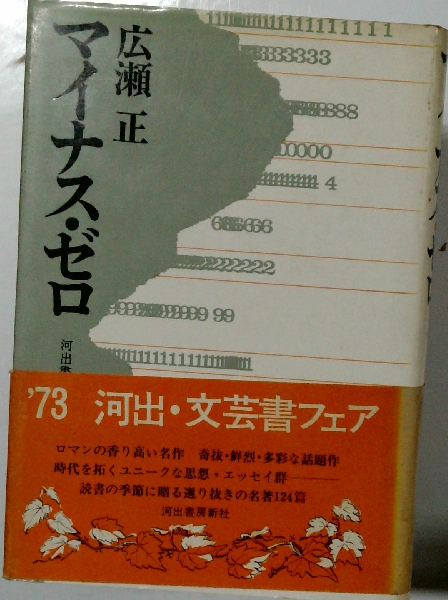 広瀬 正
マイナス・ゼロ
河出書
'73 河出・文芸書フェア
ロマンの香り高い名作 奇抜・鮮烈・多彩な話題作
時代を拓くユニークな思想・エッセイ群———
読書の季節に贈る選り抜きの名著124篇
河出書房新社